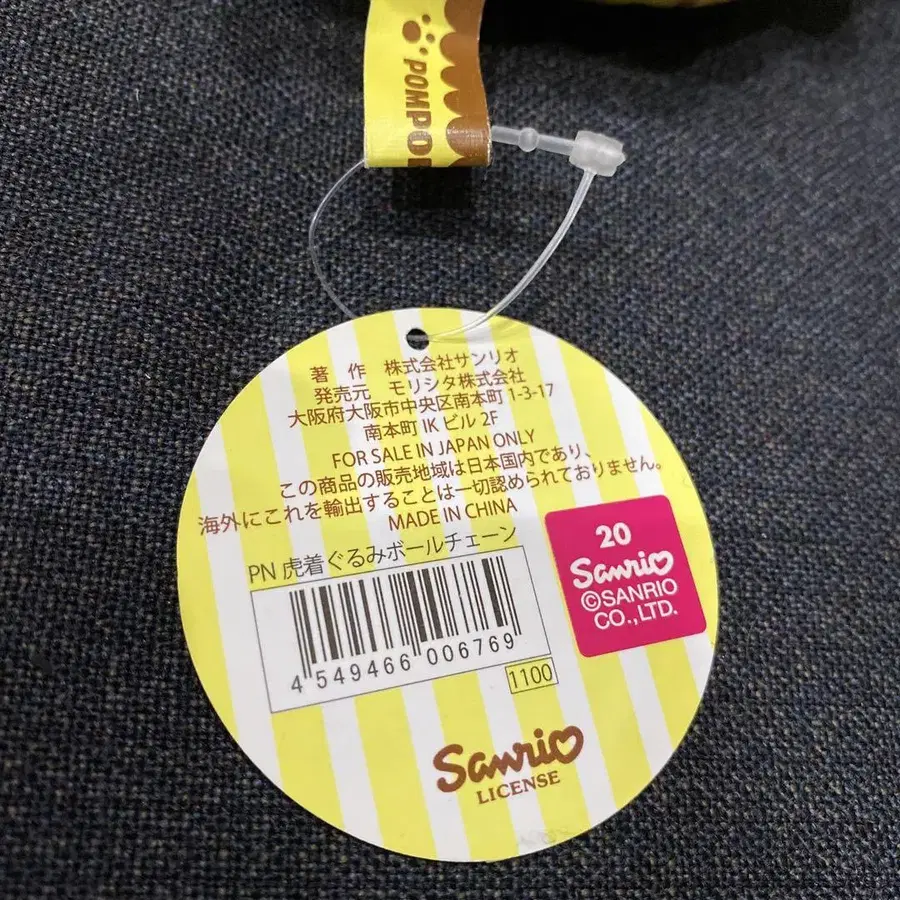 POMPO
著 作 株式会社サンリオ
発売元 モリシタ株式会社
大阪府大阪市中央区南本町 1-3-17
南本町 IK ビル 2F
FOR SALE IN JAPAN ONLY
この商品の販売地域は日本国内であり、
海外にこれを輸出することは一切認められておりません。
MADE IN CHINA
PN 虎着ぐるみボールチェーン
4 549466 006769
1100
20
Sanrio
©SANRIO
CO.,LTD.
Sanrio
LICENSE